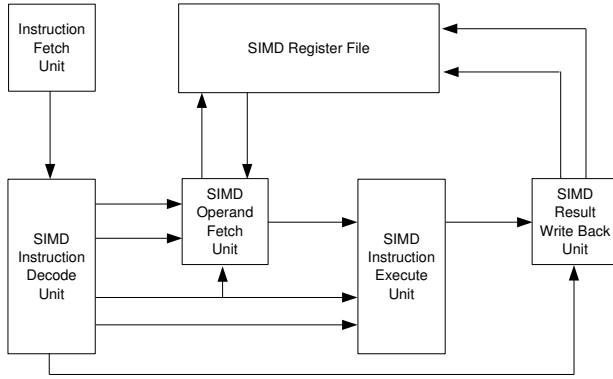 Instruction
Fetch
Unit
SIMD Register File
SIMD
Instruction
Decode
Unit
SIMD
Operand
Fetch
Unit
SIMD
Instruction
Execute
Unit
SIMD
Result
Write Back
Unit